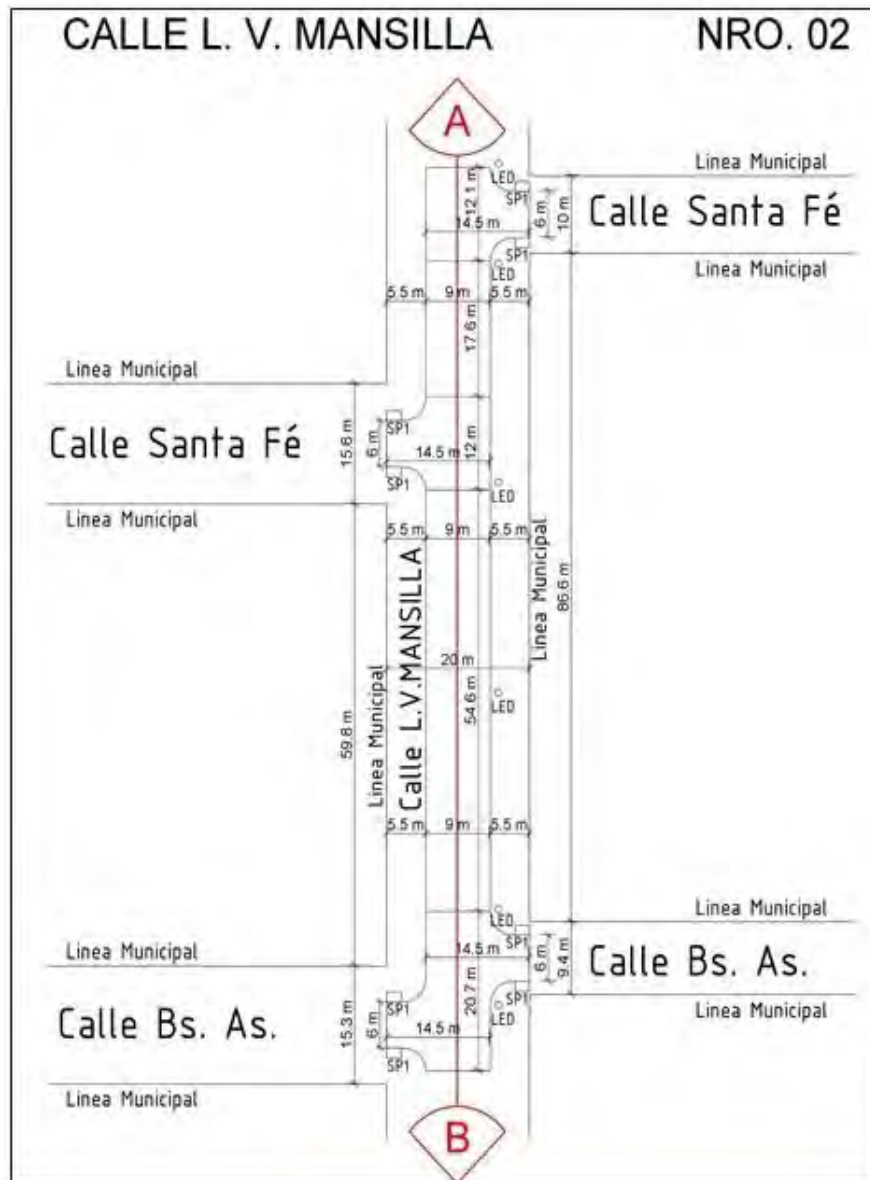 CALLE L. V. MANSILLA NRO. 02
A
LED
Linea Municipal
12.1 m
SP1
14.5 m
6 m
10 m
Calle Santa Fé
SP1
LED
Linea Municipal
5.5 m 9 m 5.5 m
17.6 m
Linea Municipal
Calle Santa Fé
15.6 m
6 m
SP1
14.5 m
12 m
SP1
LED
Linea Municipal
5.5 m 9 m 5.5 m
Linea Municipal
86.6 m
Calle L.V.MANSILLA
20 m
54.6 m
LED
59.8 m
Linea Municipal
5.5 m 9 m 5.5 m
LED
Linea Municipal
SP1
14.5 m
6 m
9.4 m
Calle Bs. As.
Linea Municipal
20.7 m
SP1
LED
Linea Municipal
Calle Bs. As.
15.3 m
6 m
SP1
14.5 m
SP1
Linea Municipal
B